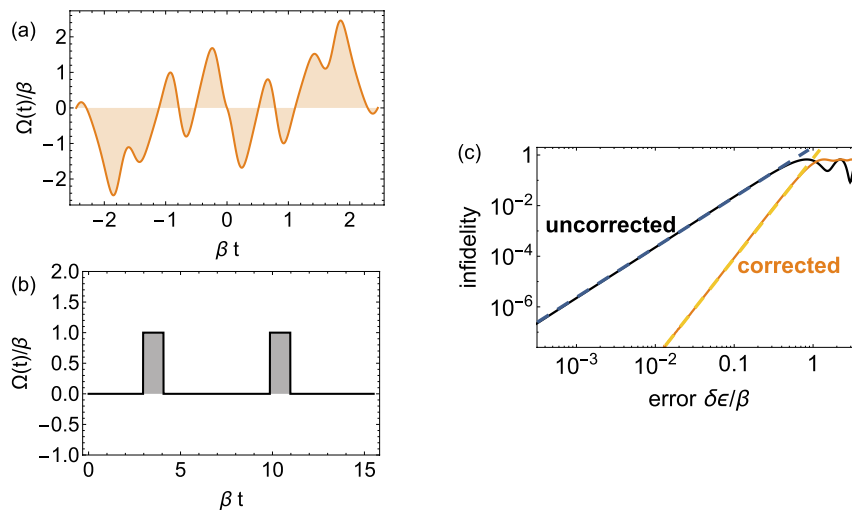 (a)
Ω(t)/β
2
1
0
−1
−2
−2 −1 0 1 2
β t
(b)
Ω(t)/β
2.0
1.5
1.0
0.5
0.0
−0.5
−1.0
0 5 10 15
β t
(c)
infidelity
1
10⁻²
10⁻⁴
10⁻⁶
uncorrected
corrected
10⁻³ 10⁻² 0.1 1
error δϵ/β